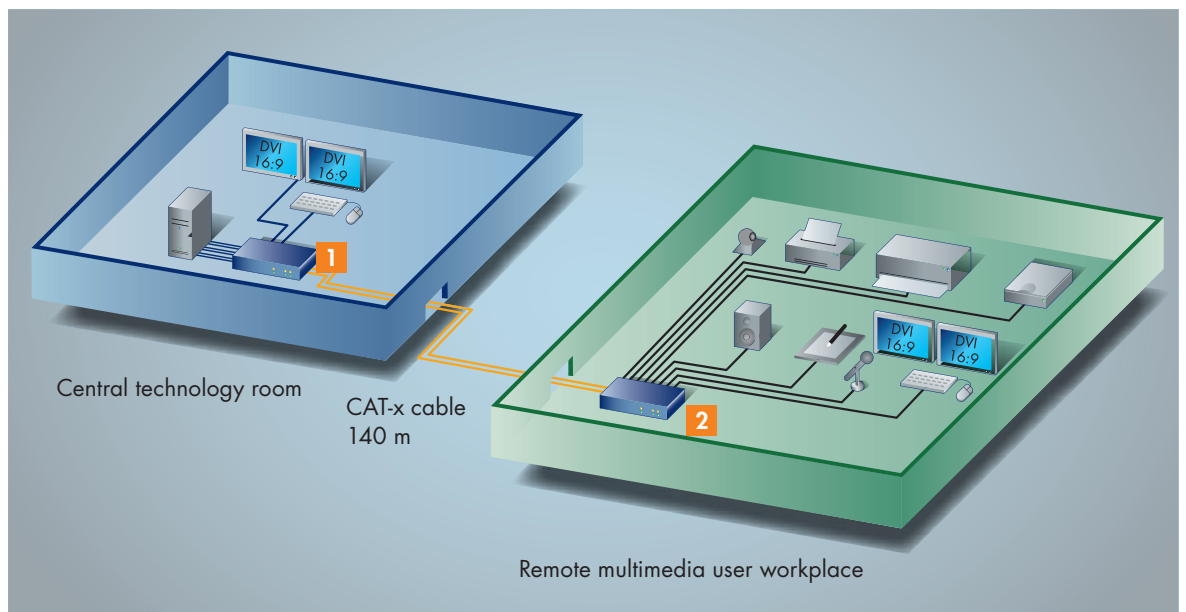 DVI
16:9
DVI
16:9
1
Central technology room
CAT-x cable
140 m
DVI
16:9
DVI
16:9
2
Remote multimedia user workplace